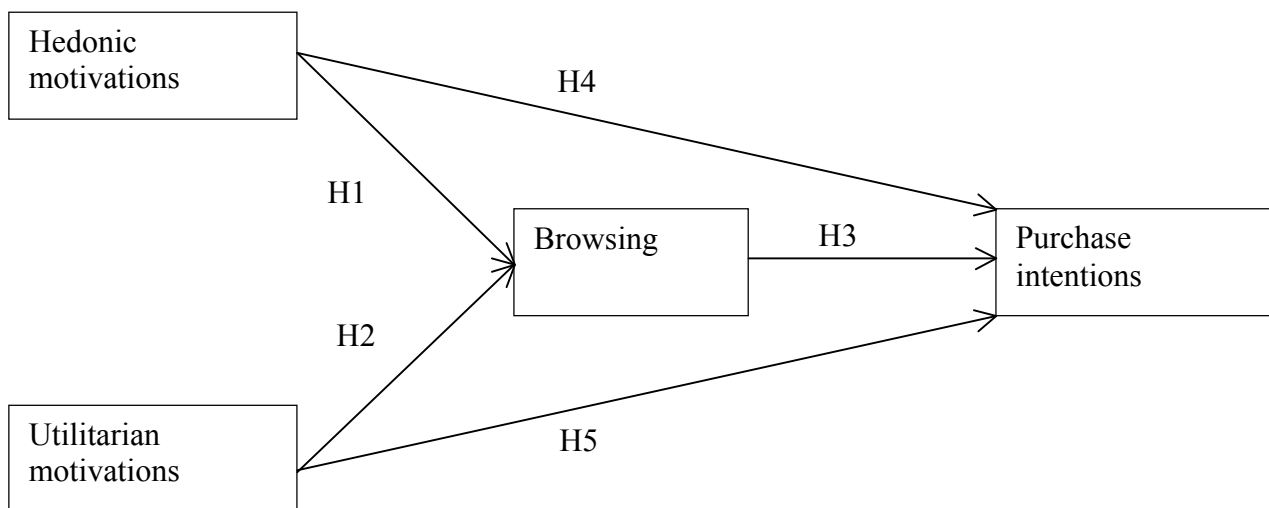 Hedonic
motivations
H4
H1
Browsing
H3
Purchase
intentions
H2
Utilitarian
motivations
H5